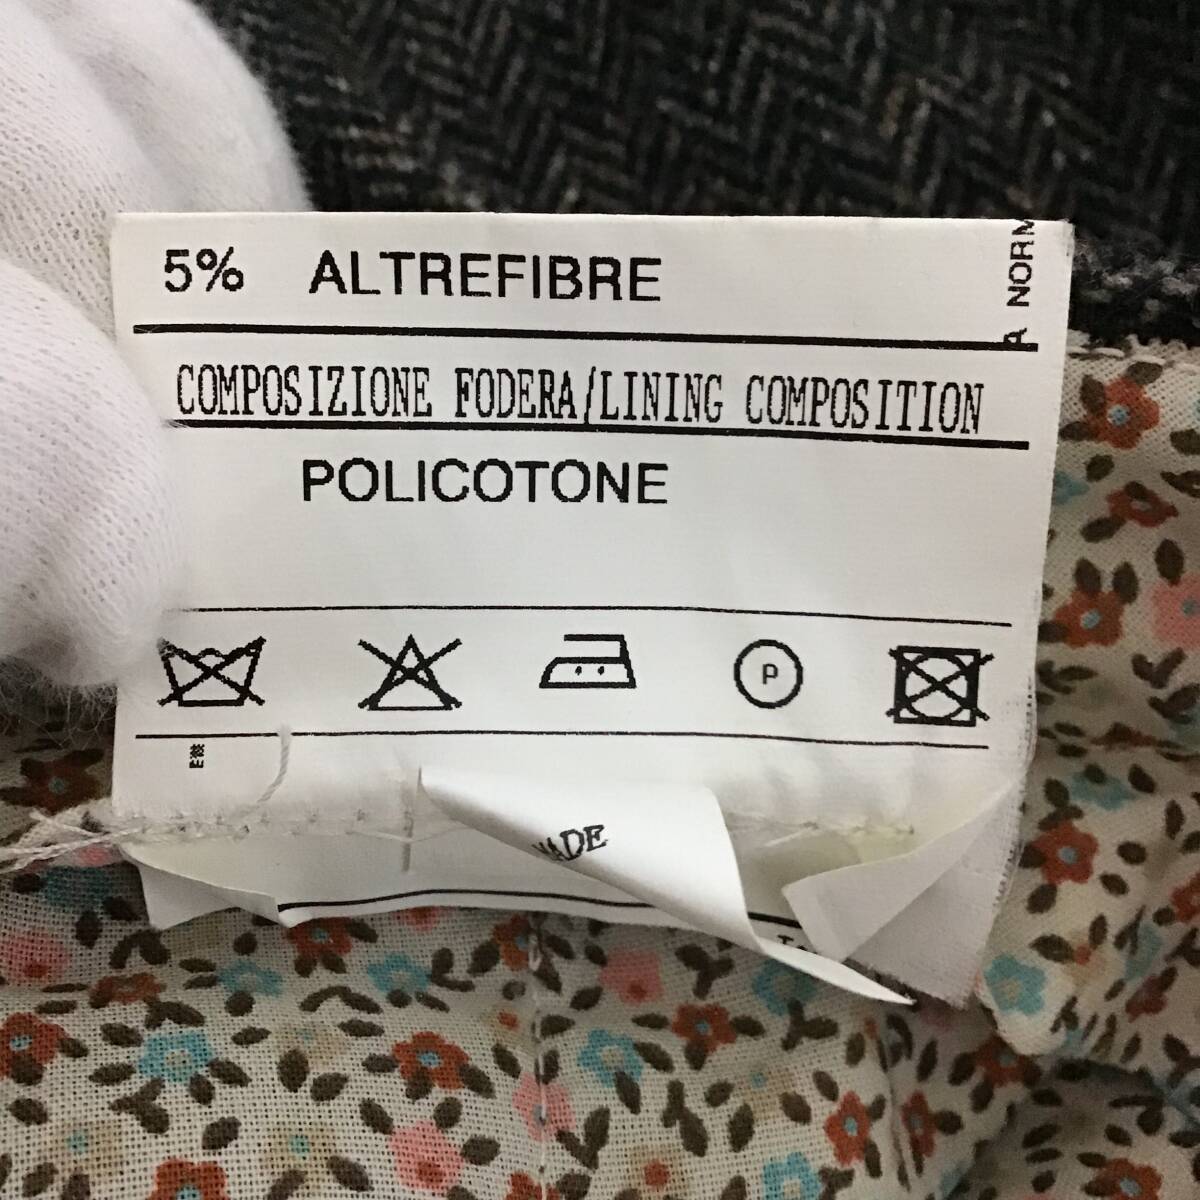 5% ALTREFIBRE
A NORM
COMPOSIZIONE FODERA/LINING COMPOSITION
POLICOTONE
P
MADE